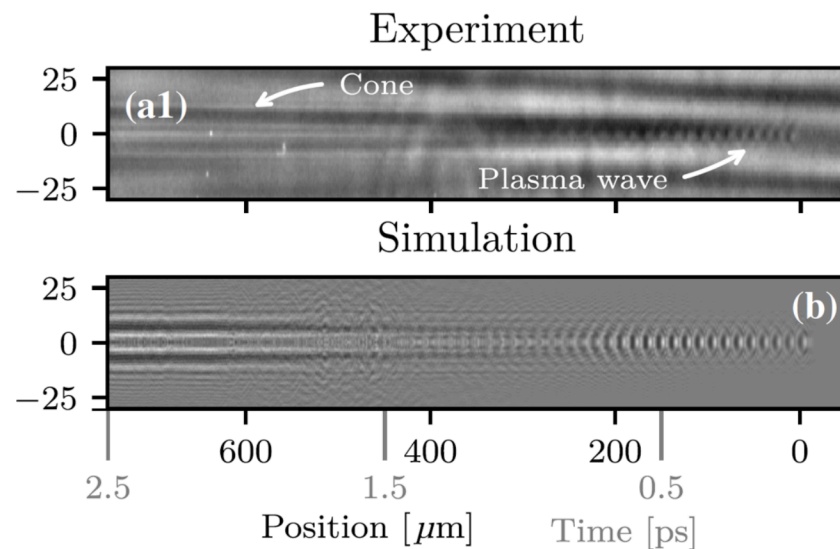 Experiment
25
0
−25
(a1)
Cone
Plasma wave
Simulation
25
0
−25
(b)
600 400 200 0
2.5 1.5 0.5
Position [μm] Time [ps]